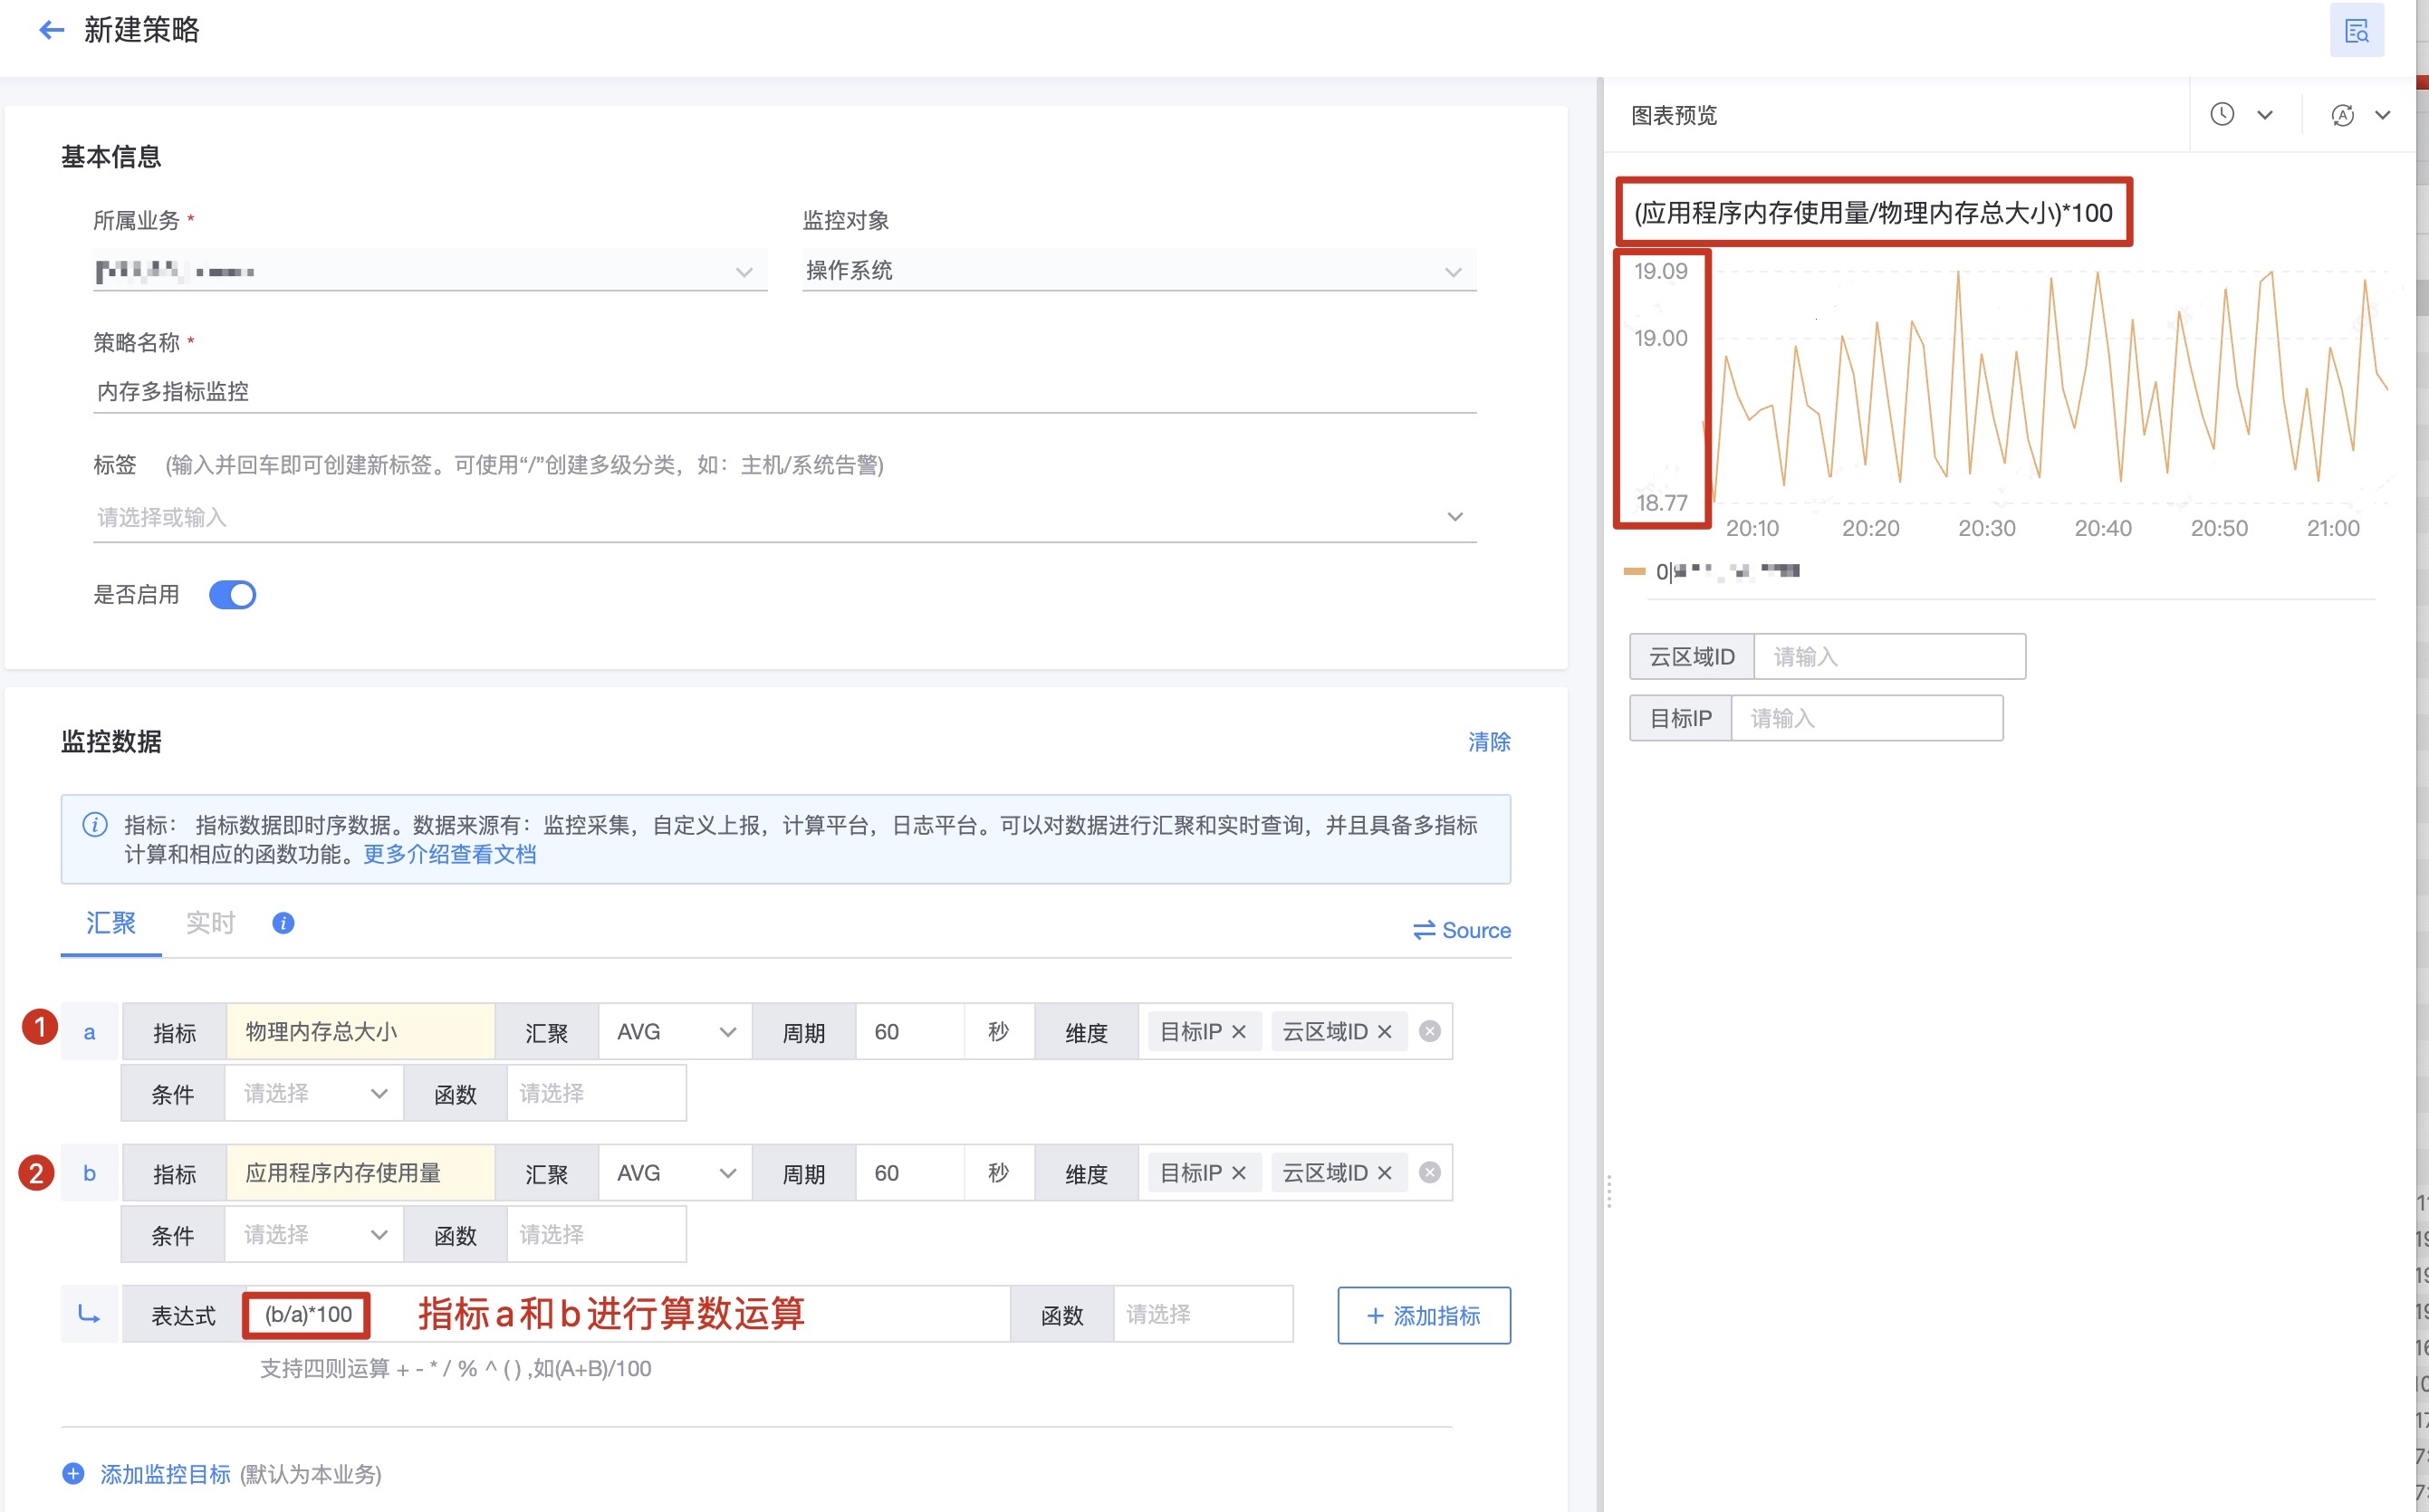 新建策略
基本信息
所属业务 *
监控对象
操作系统
策略名称 *
内存多指标监控
标签 (输入并回车即可创建新标签。可使用“/”创建多级分类，如：主机/系统告警)
请选择或输入
是否启用
监控数据
清除
指标： 指标数据即时序数据。数据来源有：监控采集，自定义上报，计算平台，日志平台。可以对数据进行汇聚和实时查询，并且具备多指标
计算和相应的函数功能。更多介绍查看文档
汇聚 实时
Source
1 a 指标 物理内存总大小 汇聚 AVG 周期 60 秒 维度 目标IP × 云区域ID ×
条件 请选择 函数 请选择
2 b 指标 应用程序内存使用量 汇聚 AVG 周期 60 秒 维度 目标IP × 云区域ID ×
条件 请选择 函数 请选择
表达式 (b/a)*100 指标a和b进行算数运算 函数 请选择 + 添加指标
支持四则运算 + - * / % ^ ( ) ,如(A+B)/100
添加监控目标 (默认为本业务)
图表预览
(应用程序内存使用量/物理内存总大小)*100
19.09
19.00
18.77
20:10 20:20 20:30 20:40 20:50 21:00
0|
云区域ID 请输入
目标IP 请输入